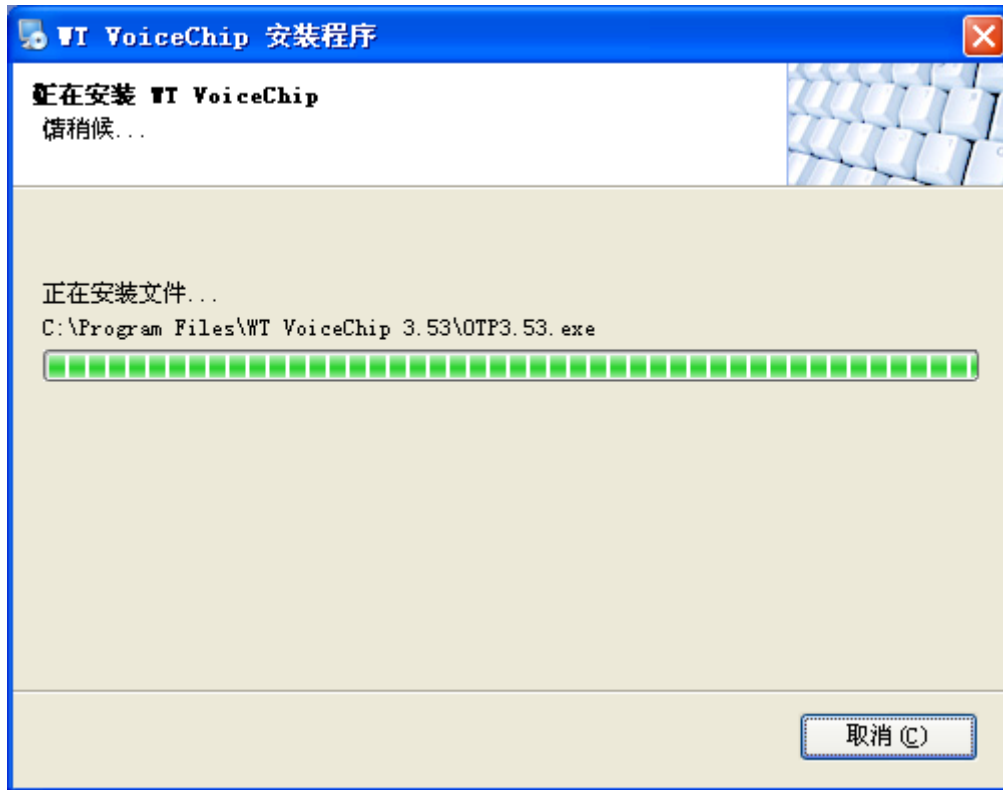 WT VoiceChip 安装程序
正在安装 WT VoiceChip
请稍候...
正在安装文件...
C:\Program Files\WT VoiceChip 3.53\OTP3.53.exe
取消(C)